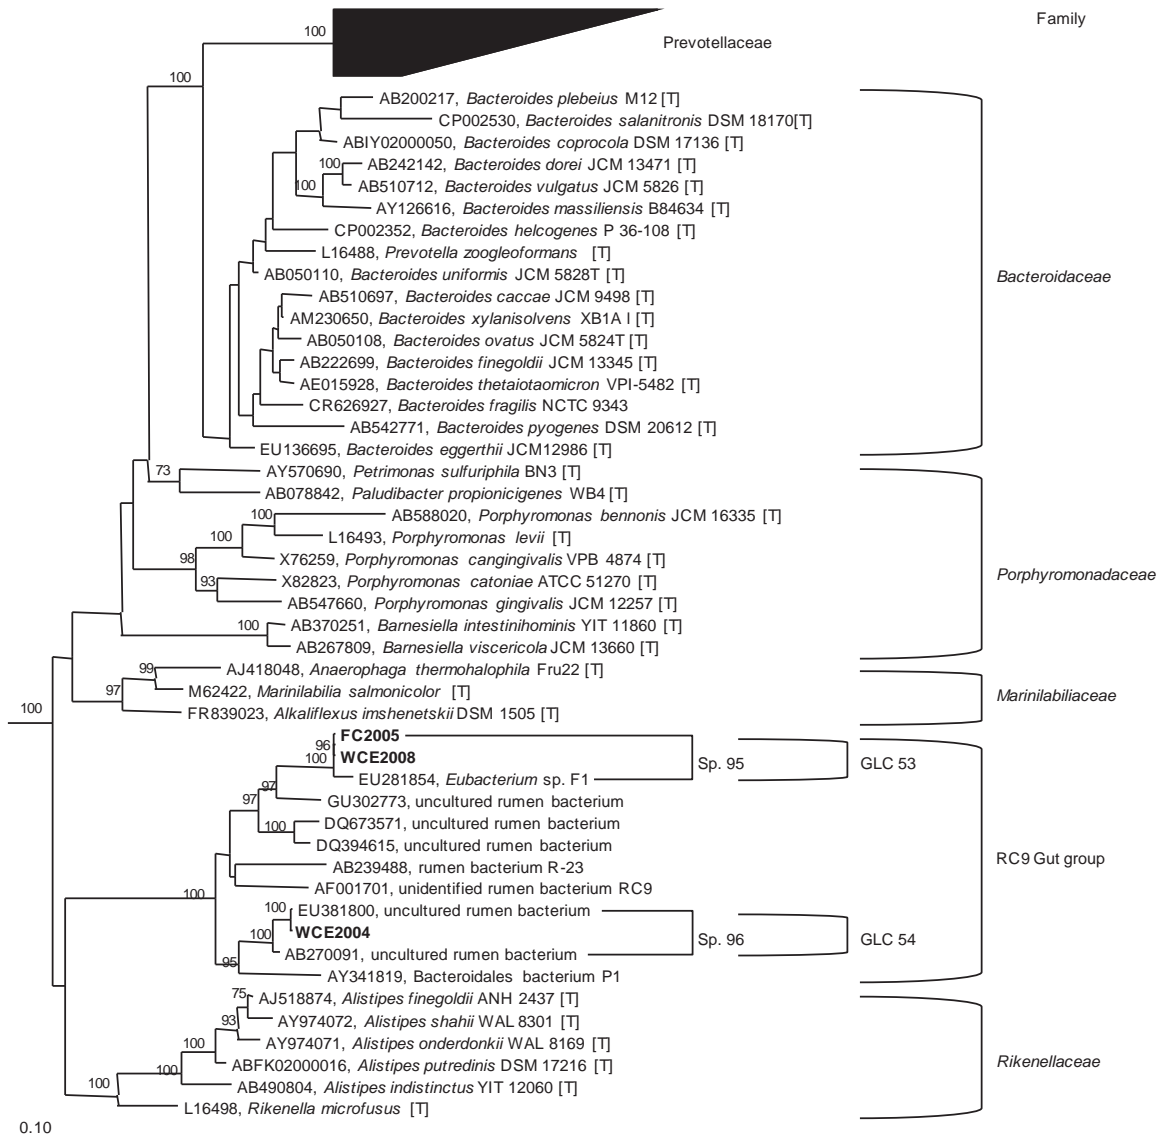 Family
100
Prevotellaceae
100
AB200217, Bacteroides plebeius M12 [T]
CP002530, Bacteroides salanitronis DSM 18170[T]
ABIY02000050, Bacteroides coprocola DSM 17136 [T]
100 AB242142, Bacteroides dorei JCM 13471 [T]
100 AB510712, Bacteroides vulgatus JCM 5826 [T]
AY126616, Bacteroides massiliensis B84634 [T]
CP002352, Bacteroides helcogenes P 36-108 [T]
L16488, Prevotella zoogleoformans [T]
AB050110, Bacteroides uniformis JCM 5828T [T]
Bacteroidaceae
AB510697, Bacteroides caccae JCM 9498 [T]
AM230650, Bacteroides xylanisolvens XB1A I [T]
AB050108, Bacteroides ovatus JCM 5824T [T]
AB222699, Bacteroides finegoldii JCM 13345 [T]
AE015928, Bacteroides thetaiotaomicron VPI-5482 [T]
CR626927, Bacteroides fragilis NCTC 9343
AB542771, Bacteroides pyogenes DSM 20612 [T]
EU136695, Bacteroides eggerthii JCM12986 [T]
73 AY570690, Petrimonas sulfuriphila BN3 [T]
AB078842, Paludibacter propionicigenes WB4 [T]
100 AB588020, Porphyromonas bennonis JCM 16335 [T]
100 L16493, Porphyromonas levii [T]
98 X76259, Porphyromonas cangingivalis VPB 4874 [T]
93 X82823, Porphyromonas catoniae ATCC 51270 [T]
Porphyromonadaceae
AB547660, Porphyromonas gingivalis JCM 12257 [T]
100 AB370251, Barnesiella intestinihominis YIT 11860 [T]
AB267809, Barnesiella viscericola JCM 13660 [T]
99 AJ418048, Anaerophaga thermohalophila Fru22 [T]
97 M62422, Marinilabilia salmonicolor [T]
Marinilabiliaceae
100 FR839023, Alkaliflexus imshenetskii DSM 1505 [T]
FC2005
96
100 WCE2008
Sp. 95
GLC 53
EU281854, Eubacterium sp. F1
97
97 GU302773, uncultured rumen bacterium
100 DQ673571, uncultured rumen bacterium
DQ394615, uncultured rumen bacterium
RC9 Gut group
AB239488, rumen bacterium R-23
100 AF001701, unidentified rumen bacterium RC9
100 EU381800, uncultured rumen bacterium
100 WCE2004
Sp. 96
GLC 54
AB270091, uncultured rumen bacterium
95 AY341819, Bacteroidales bacterium P1
75 AJ518874, Alistipes finegoldii ANH 2437 [T]
93 AY974072, Alistipes shahii WAL 8301 [T]
100 AY974071, Alistipes onderdonkii WAL 8169 [T]
Rikenellaceae
100 ABFK02000016, Alistipes putredinis DSM 17216 [T]
100 AB490804, Alistipes indistinctus YIT 12060 [T]
L16498, Rikenella microfusus [T]
0.10